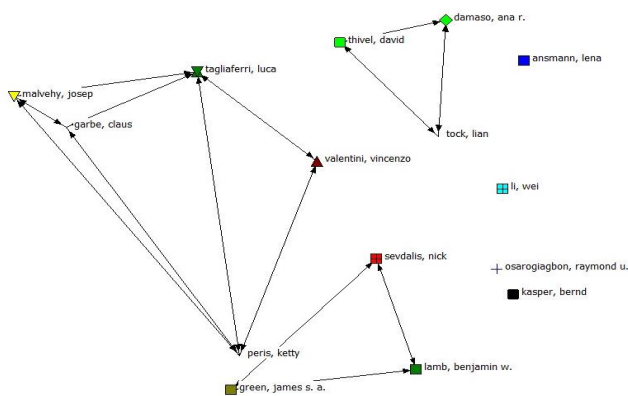 damaso, ana r.
thivel, david
ansmann, lena
tagliaferri, luca
malvehy, josep
garbe, claus
tock, lian
valentini, vincenzo
li, wei
sevdalis, nick
osarogiagbon, raymond u.
kasper, bernd
peris, ketty
lamb, benjamin w.
green, james s. a.